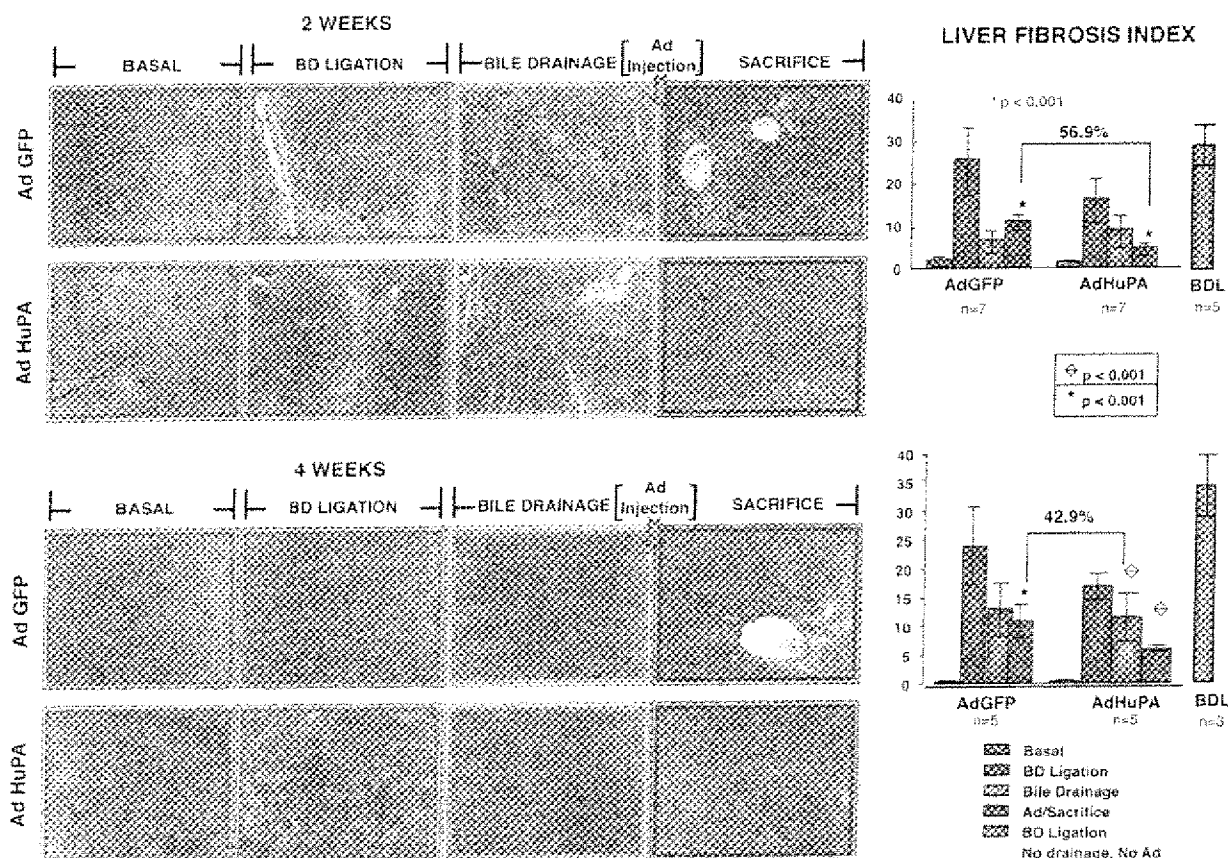 2 WEEKS
BASAL
BD LIGATION
BILE DRAINAGE
[Ad Injection]
SACRIFICE
Ad GFP
Ad HuPA
LIVER FIBROSIS INDEX
* p < 0,001
40
30
20
10
0
56.9%
*
*
AdGFP
AdHuPA
BDL
n=7
n=7
n=5
⟠ p < 0.001
* p < 0.001
4 WEEKS
BASAL
BD LIGATION
BILE DRAINAGE
[Ad Injection]
SACRIFICE
Ad GFP
Ad HuPA
40
35
30
25
20
15
10
5
0
42.9%
*
AdGFP
AdHuPA
BDL
n=5
n=5
n=3
Basal
BD Ligation
Bile Drainage
Ad/Sacrifice
BD Ligation
No drainage, No Ad